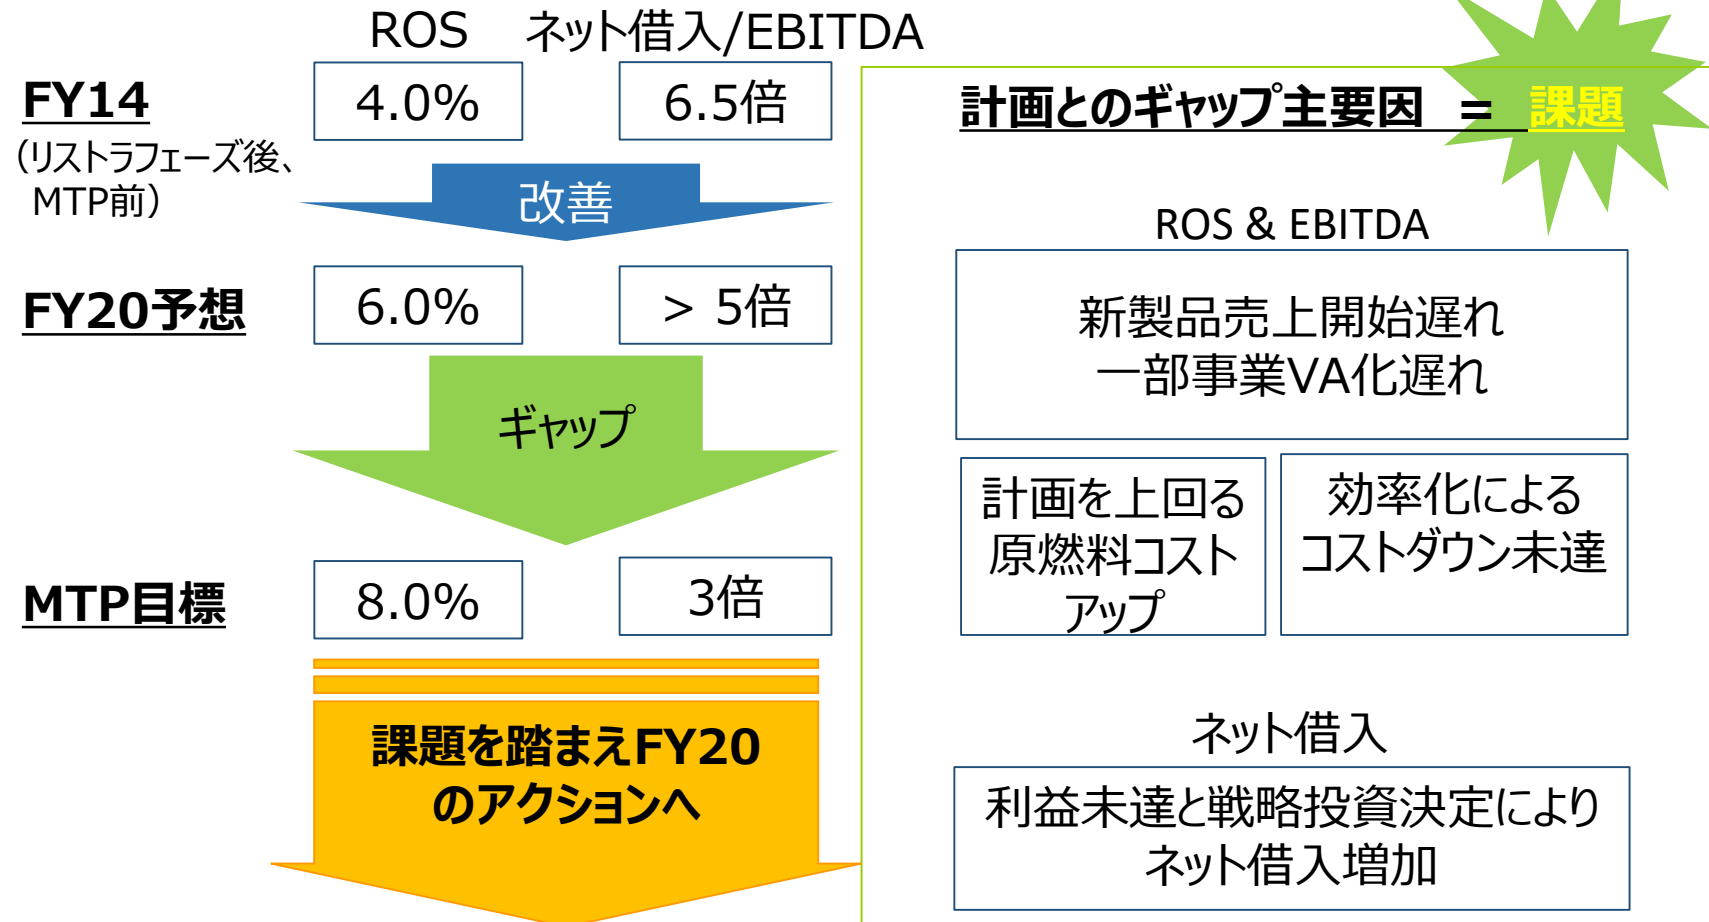 ROS ネット借入/EBITDA
FY14 4.0% 6.5倍
（リストラフェーズ後、
MTP前）
改善
FY20予想 6.0% > 5倍
ギャップ
MTP目標 8.0% 3倍
課題を踏まえFY20
のアクションへ
計画とのギャップ主要因 = 課題
ROS & EBITDA
新製品売上開始遅れ
一部事業VA化遅れ
計画を上回る
原燃料コスト
アップ
効率化による
コストダウン未達
ネット借入
利益未達と戦略投資決定により
ネット借入増加